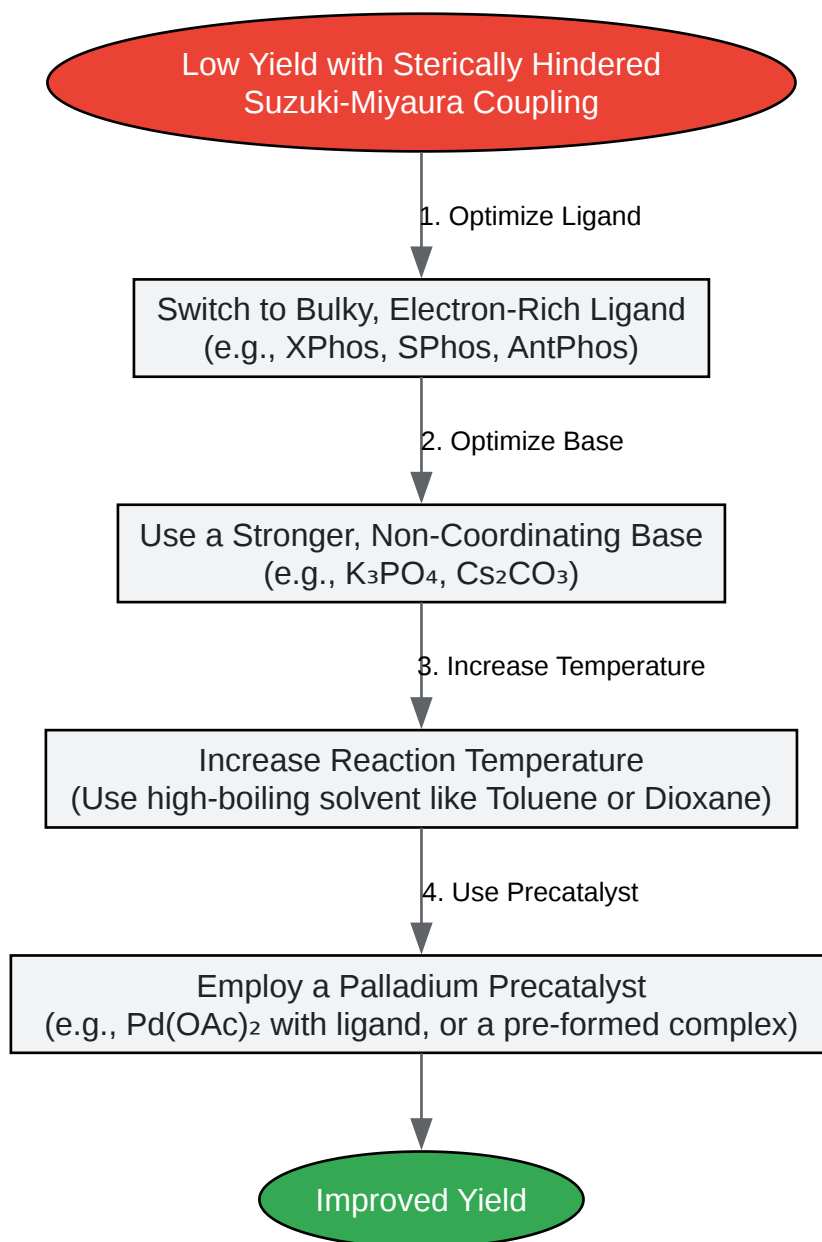 Low Yield with Sterically Hindered
Suzuki-Miyaura Coupling
1. Optimize Ligand
Switch to Bulky, Electron-Rich Ligand
(e.g., XPhos, SPhos, AntPhos)
2. Optimize Base
Use a Stronger, Non-Coordinating Base
(e.g., K₃PO₄, Cs₂CO₃)
3. Increase Temperature
Increase Reaction Temperature
(Use high-boiling solvent like Toluene or Dioxane)
4. Use Precatalyst
Employ a Palladium Precatalyst
(e.g., Pd(OAc)₂ with ligand, or a pre-formed complex)
Improved Yield